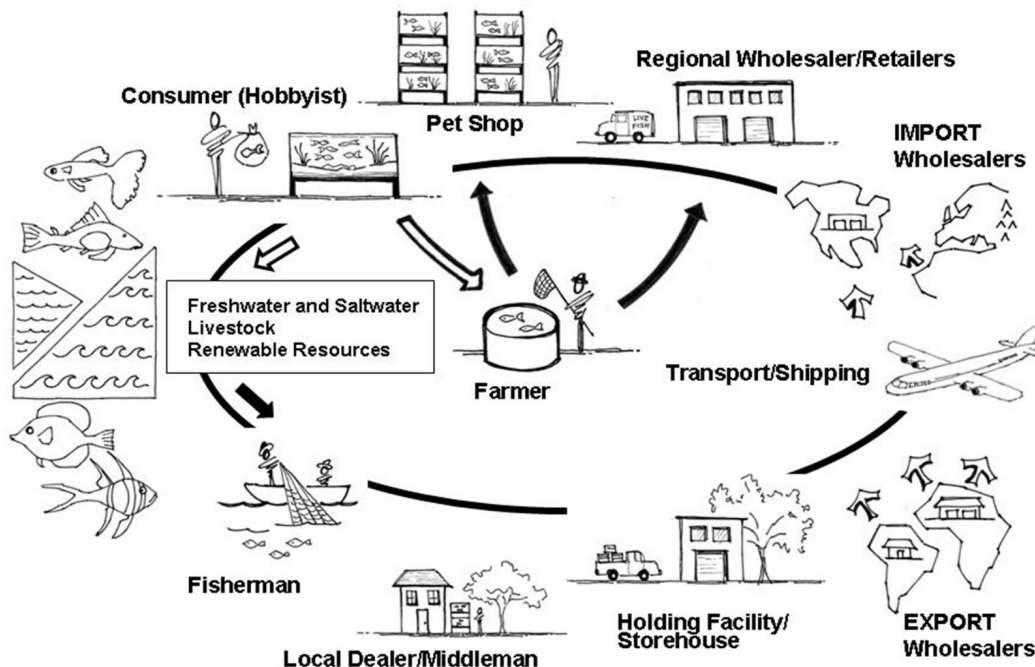 Regional Wholesaler/Retailers
Consumer (Hobbyist)
Pet Shop
LIVE
FISH
IMPORT
Wholesalers
Freshwater and Saltwater
Livestock
Renewable Resources
Farmer
Transport/Shipping
Fisherman
Local Dealer/Middleman
Holding Facility/
Storehouse
EXPORT
Wholesalers